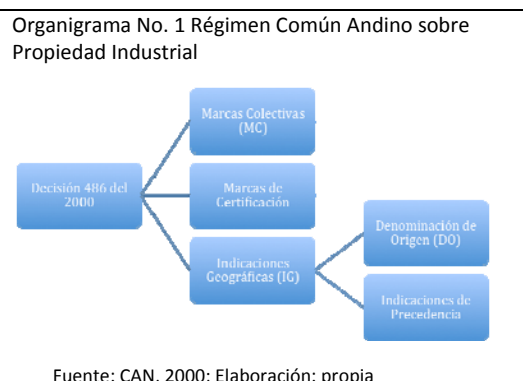 Organigrama No. 1 Régimen Común Andino sobre
Propiedad Industrial
Marcas Colectivas
(MC)
Decisión 486 del
2000
Marcas de
Certificación
Indicaciones
Geográficas (IG)
Denominación de
Origen (DO)
Indicaciones de
Precedencia
Fuente: CAN, 2000; Elaboración: propia